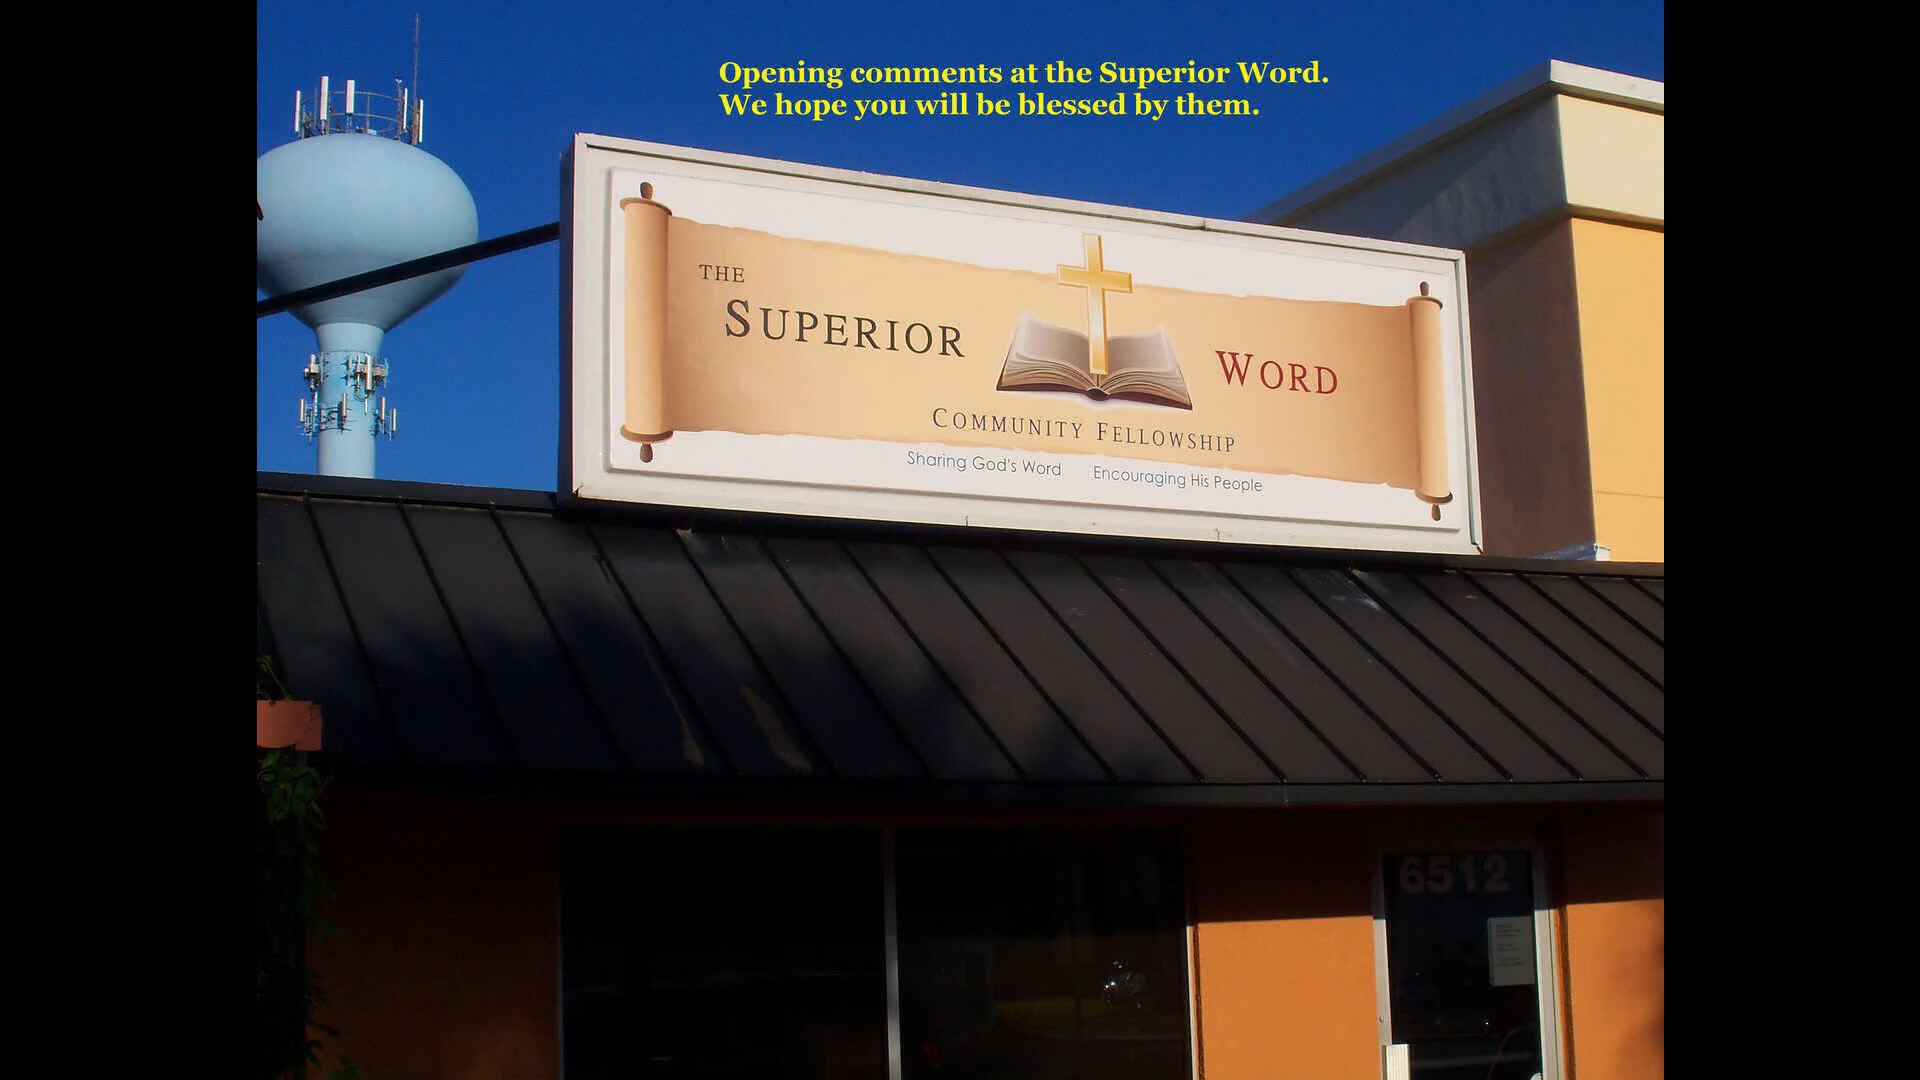 Opening comments at the Superior Word.
We hope you will be blessed by them.
THE
SUPERIOR WORD
COMMUNITY FELLOWSHIP
Sharing God's Word Encouraging His People
6512